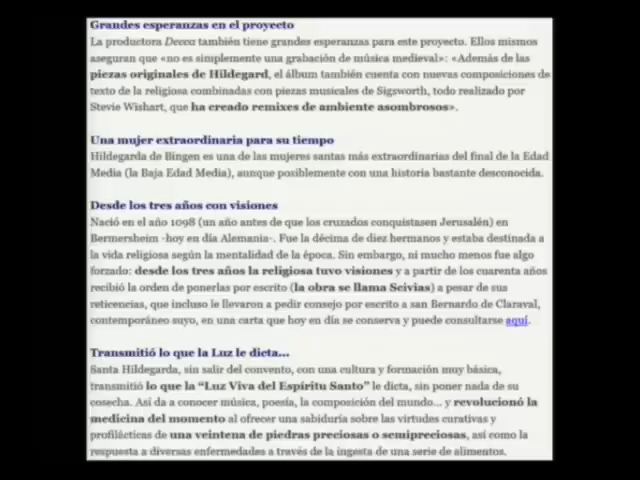 Grandes esperanzas en el proyecto
La productora Decca también tiene grandes esperanzas para este proyecto. Ellos mismos
aseguran que «no es simplemente una grabación de música medieval»: «Además de las
piezas originales de Hildegard, el álbum también cuenta con nuevas composiciones de
texto de la religiosa combinadas con piezas musicales de Sigsworth, todo realizado por
Stevie Wishart, que ha creado remixes de ambiente asombrosos».
Una mujer extraordinaria para su tiempo
Hildegarda de Bingen es una de las mujeres santas más extraordinarias del final de la Edad
Media (la Baja Edad Media), aunque posiblemente con una historia bastante desconocida.
Desde los tres años con visiones
Nació en el año 1098 (un año antes de que los cruzados conquistasen Jerusalén) en
Bermersheim -hoy en día Alemania-. Fue la décima de diez hermanos y estaba destinada a
la vida religiosa según la mentalidad de la época. Sin embargo, ni mucho menos fue algo
forzado: desde los tres años la religiosa tuvo visiones y a partir de los cuarenta años
recibió la orden de ponerlas por escrito (la obra se llama Scivias) a pesar de sus
reticencias, que incluso le llevaron a pedir consejo por escrito a san Bernardo de Claraval,
contemporáneo suyo, en una carta que hoy en día se conserva y puede consultarse aquí.
Transmitió lo que la Luz le dicta...
Santa Hildegarda, sin salir del convento, con una cultura y formación muy básica,
transmitió lo que la "Luz Viva del Espíritu Santo" le dicta, sin poner nada de su
cosecha. Así da a conocer música, poesía, la composición del mundo... y revolucionó la
medicina del momento al ofrecer una sabiduría sobre las virtudes curativas y
profilácticas de una veintena de piedras preciosas o semipreciosas, así como la
respuesta a diversas enfermedades a través de la ingesta de una serie de alimentos.